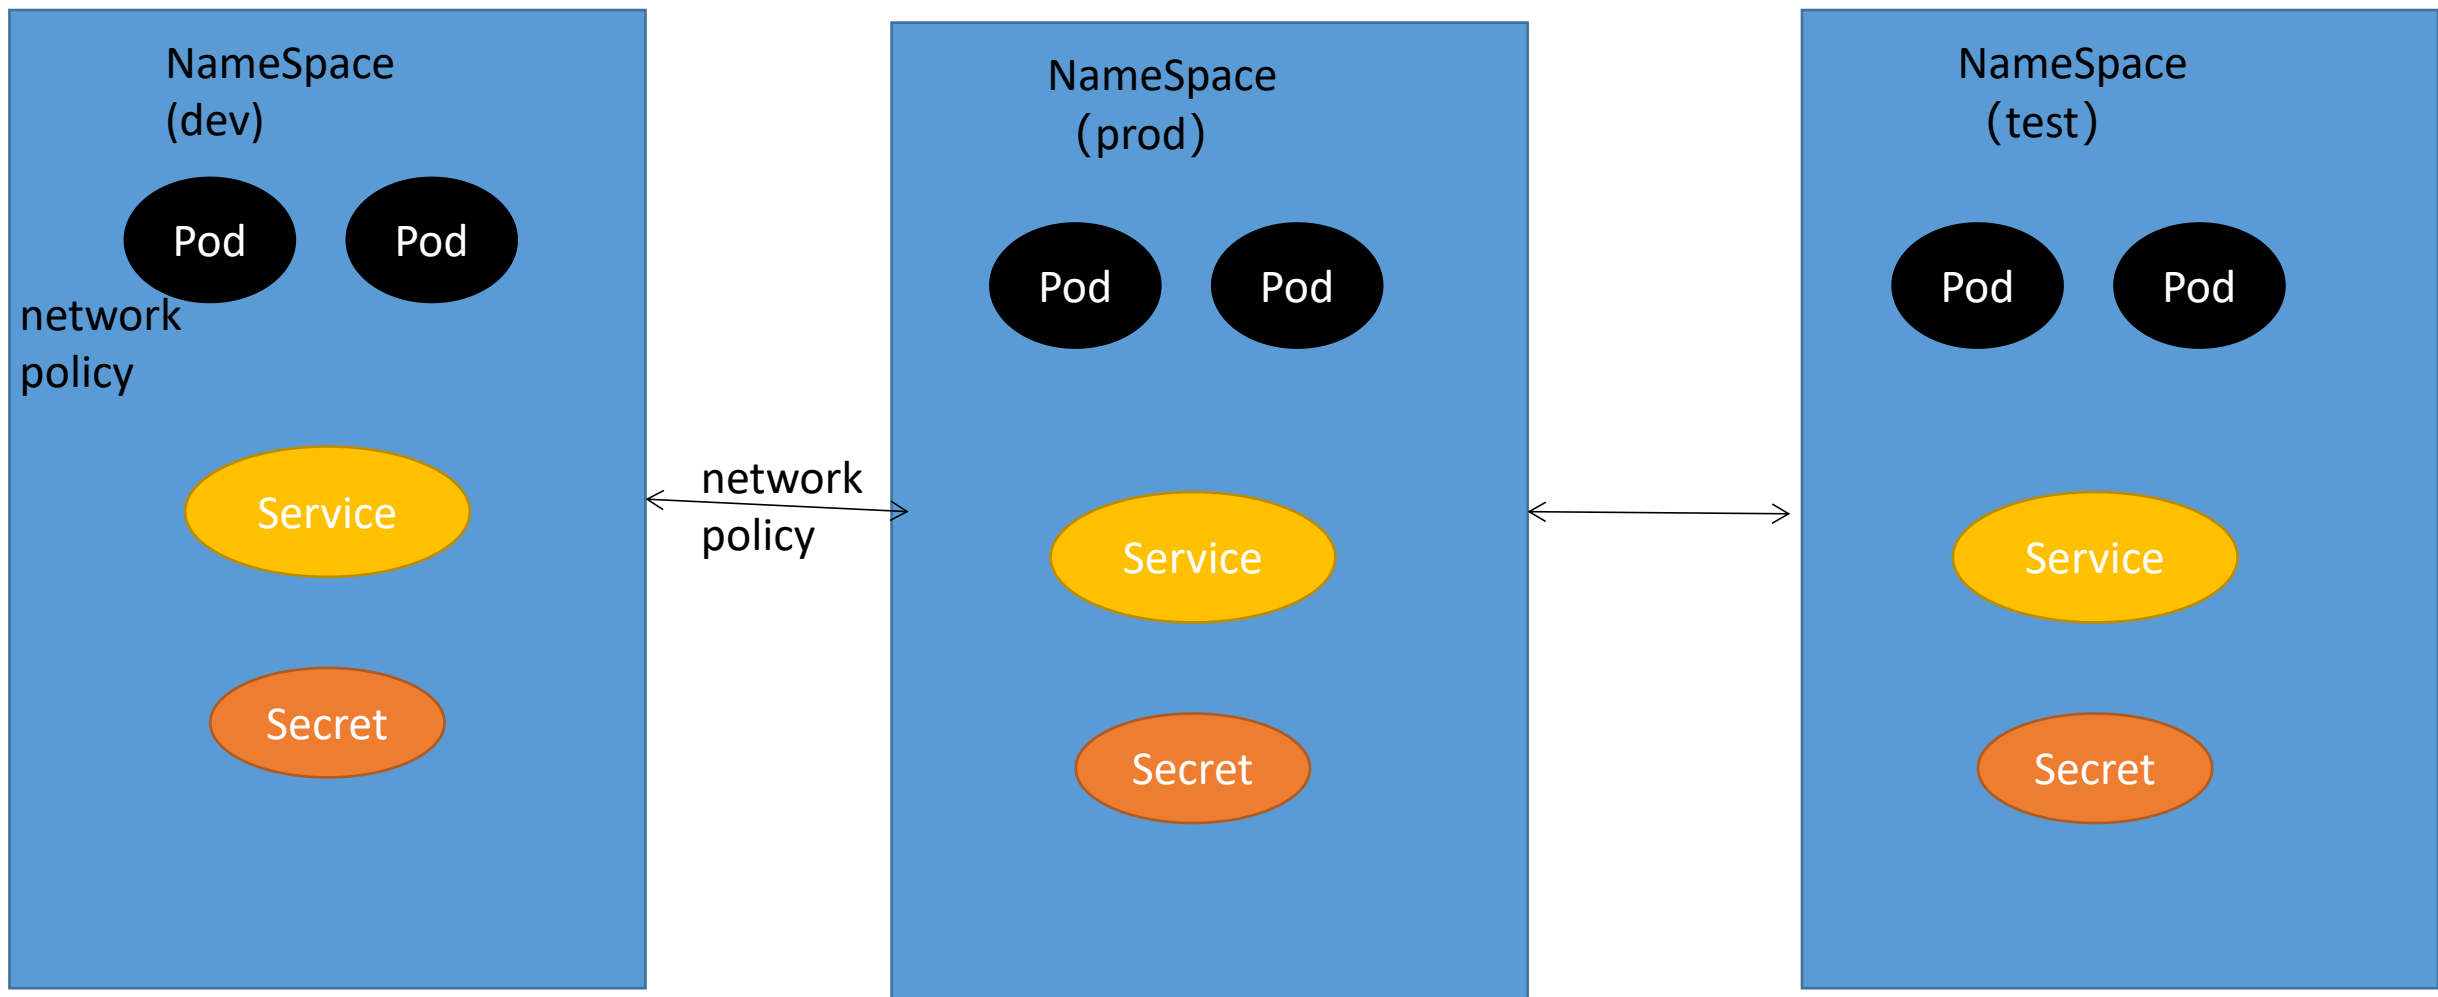 NameSpace
(dev)
Pod
Pod
network
policy
Service
Secret
network
policy
NameSpace
（prod）
Pod
Pod
Service
Secret
NameSpace
（test）
Pod
Pod
Service
Secret